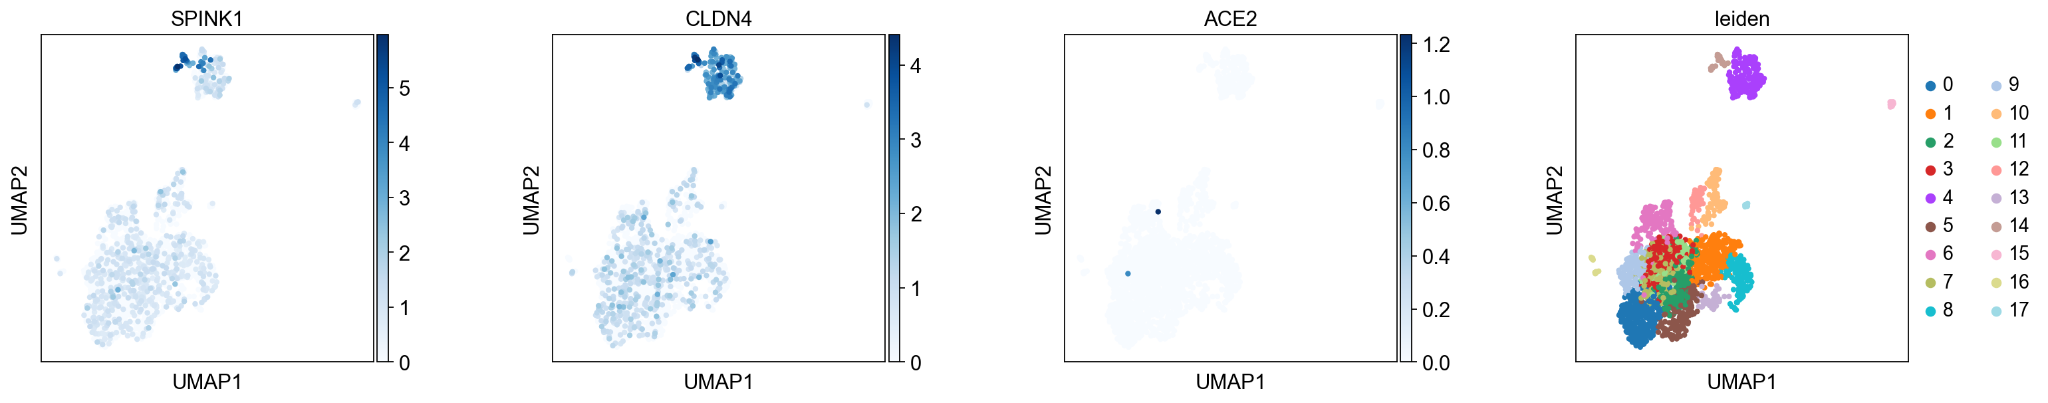 SPINK1
5
4
3
2
1
0
UMAP2
UMAP1
CLDN4
4
3
2
1
0
UMAP2
UMAP1
ACE2
1.2
1.0
0.8
0.6
0.4
0.2
0.0
UMAP2
UMAP1
leiden
UMAP2
UMAP1
0 9
1 10
2 11
3 12
4 13
5 14
6 15
7 16
8 17